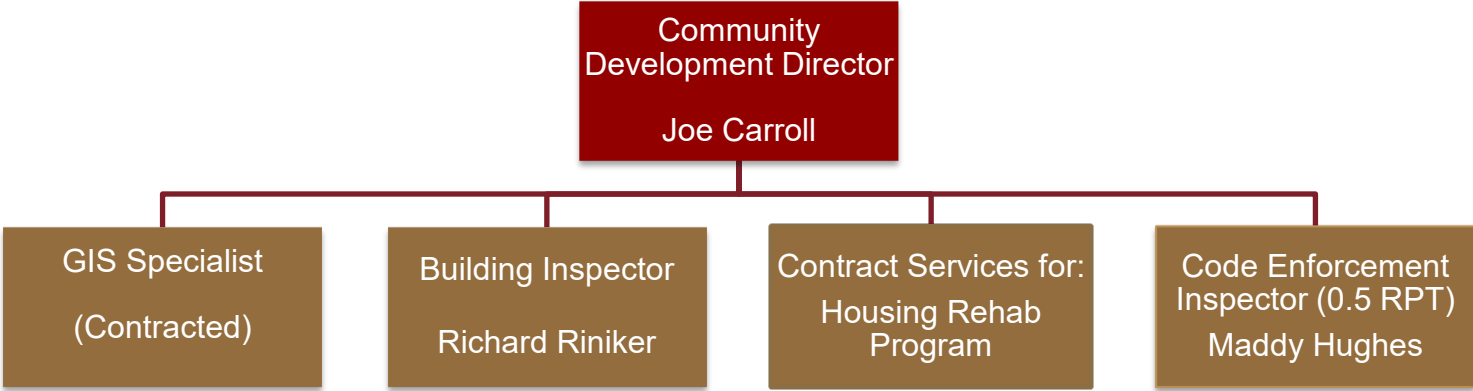 Community
Development Director
Joe Carroll
GIS Specialist
(Contracted)
Building Inspector
Richard Riniker
Contract Services for:
Housing Rehab
Program
Code Enforcement
Inspector (0.5 RPT)
Maddy Hughes